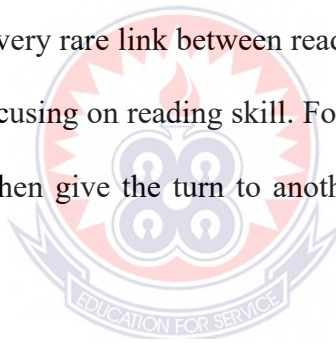 very rare link between read
cusing on reading skill. Fo
hen give the turn to anoth
EDUCATION FOR SERVICE